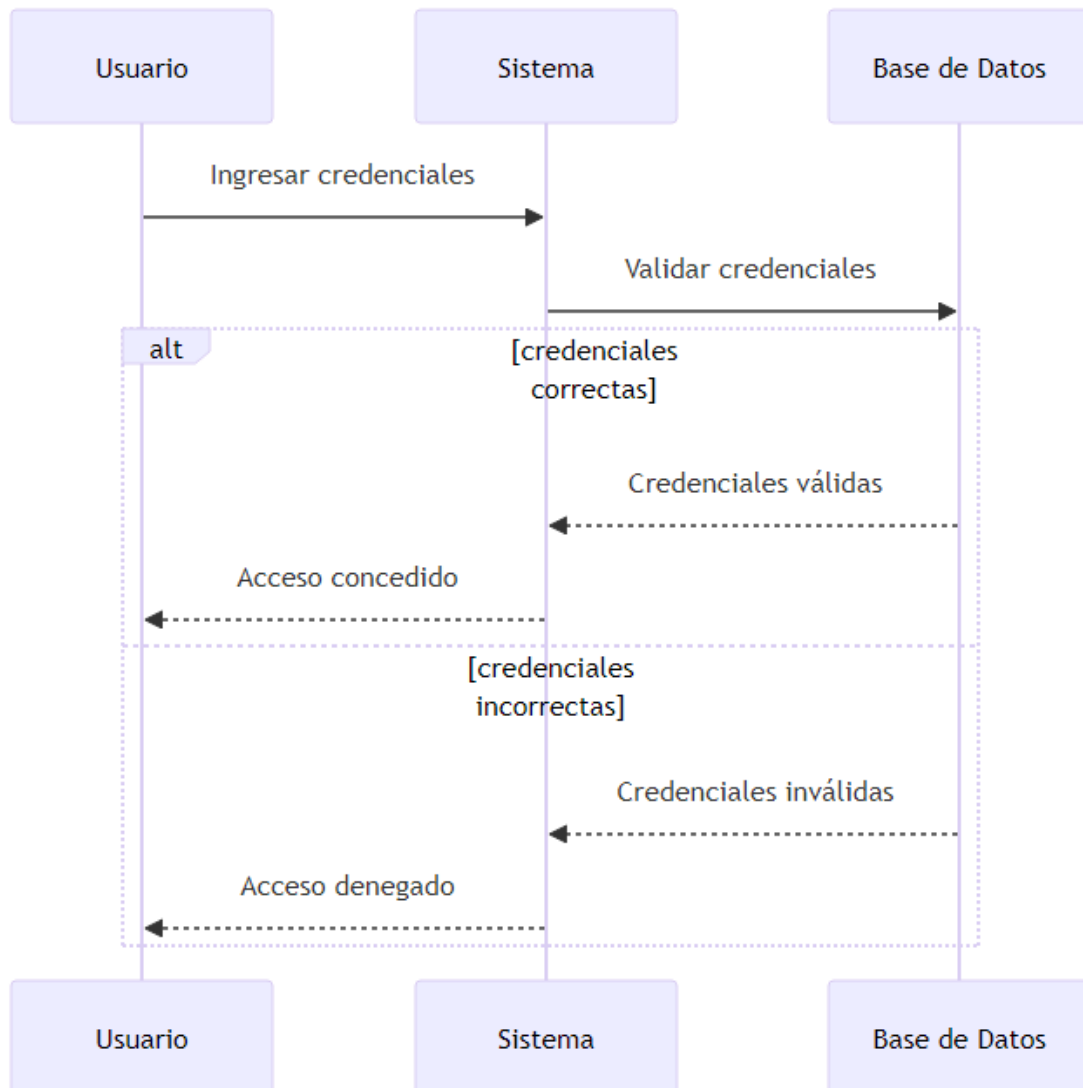 Usuario
Sistema
Base de Datos
Ingresar credenciales
Validar credenciales
alt
[credenciales
correctas]
Credenciales válidas
Acceso concedido
[credenciales
incorrectas]
Credenciales inválidas
Acceso denegado
Usuario
Sistema
Base de Datos